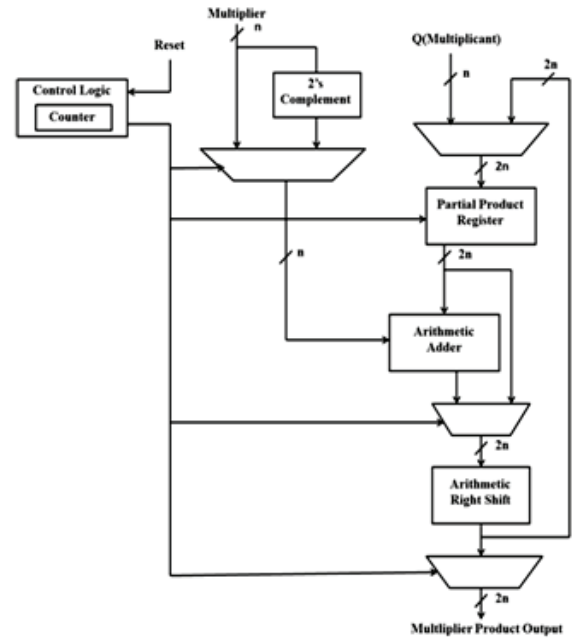 Multiplier
n
Reset
Q(Multiplicant)
n
2n
Control Logic
Counter
2's
Complement
2n
Partial Product
Register
n
2n
Arithmetic
Adder
2n
Arithmetic
Right Shift
2n
Multliplier Product Output